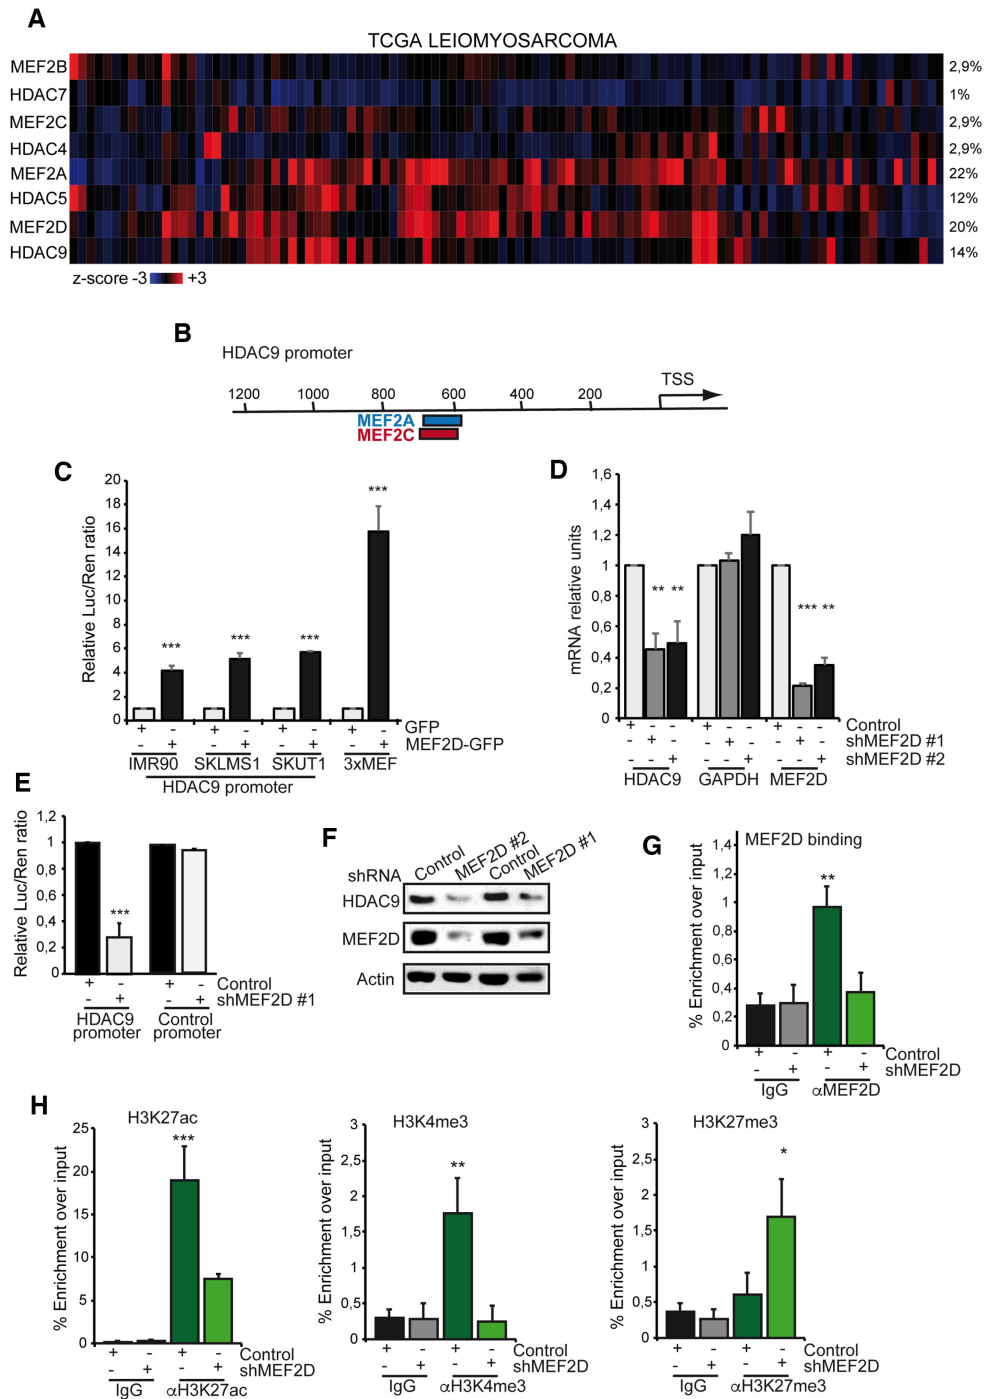 A
TCGA LEIOMYOSARCOMA
MEF2B 2,9%
HDAC7 1%
MEF2C 2,9%
HDAC4 2,9%
MEF2A 22%
HDAC5 12%
MEF2D 20%
HDAC9 14%
z-score -3 +3
B
HDAC9 promoter
TSS
1200 1000 800 600 400 200
MEF2A
MEF2C
C
Relative Luc/Ren ratio
20
18
16
14
12
10
8
6
4
2
0
*** *** *** ***
+ - + - + - + - GFP
- + - + - + - + MEF2D-GFP
IMR90 SKLMS1 SKUT1 3xMEF
HDAC9 promoter
D
mRNA relative units
1,6
1,4
1,2
1
0,8
0,6
0,4
0,2
0
** ** *** **
+ - - + - - + - - Control
- + - - + - - + - shMEF2D #1
- - + - - + - - + shMEF2D #2
HDAC9 GAPDH MEF2D
E
Relative Luc/Ren ratio
1,2
1
0,8
0,6
0,4
0,2
0
***
+ - + - Control
- + - + shMEF2D #1
HDAC9 promoter
Control promoter
F
shRNA Control MEF2D #2 Control MEF2D #1
HDAC9
MEF2D
Actin
G
MEF2D binding
% Enrichment over input
1,4
1,2
1
0,8
0,6
0,4
0,2
0
**
+ - + - Control
- + - + shMEF2D
IgG αMEF2D
H
H3K27ac
% Enrichment over input
25
20
15
10
5
0
***
+ - + - Control
- + - + shMEF2D
IgG αH3K27ac
H3K4me3
% Enrichment over input
3
2,5
2
1,5
1
0,5
0
**
+ - + - Control
- + - + shMEF2D
IgG αH3K4me3
H3K27me3
% Enrichment over input
3
2,5
2
1,5
1
0,5
0
*
+ - + - Control
- + - + shMEF2D
IgG αH3K27me3